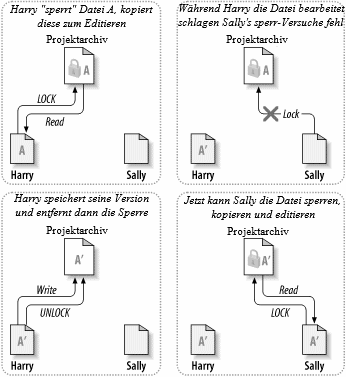 Harry "sperrt" Datei A, kopiert
diese zum Editieren
Projektarchiv
A
LOCK
Read
A
Harry
Sally
Während Harry die Datei bearbeitet
schlagen Sally's sperr-Versuche fehl
Projektarchiv
A
Lock
A'
Harry
Sally
Harry speichert seine Version
und entfernt dann die Sperre
Projektarchiv
A'
Write
UNLOCK
A'
Harry
Sally
Jetzt kann Sally die Datei sperren,
kopieren und editieren
Projektarchiv
A'
Read
LOCK
A'
A'
Harry
Sally